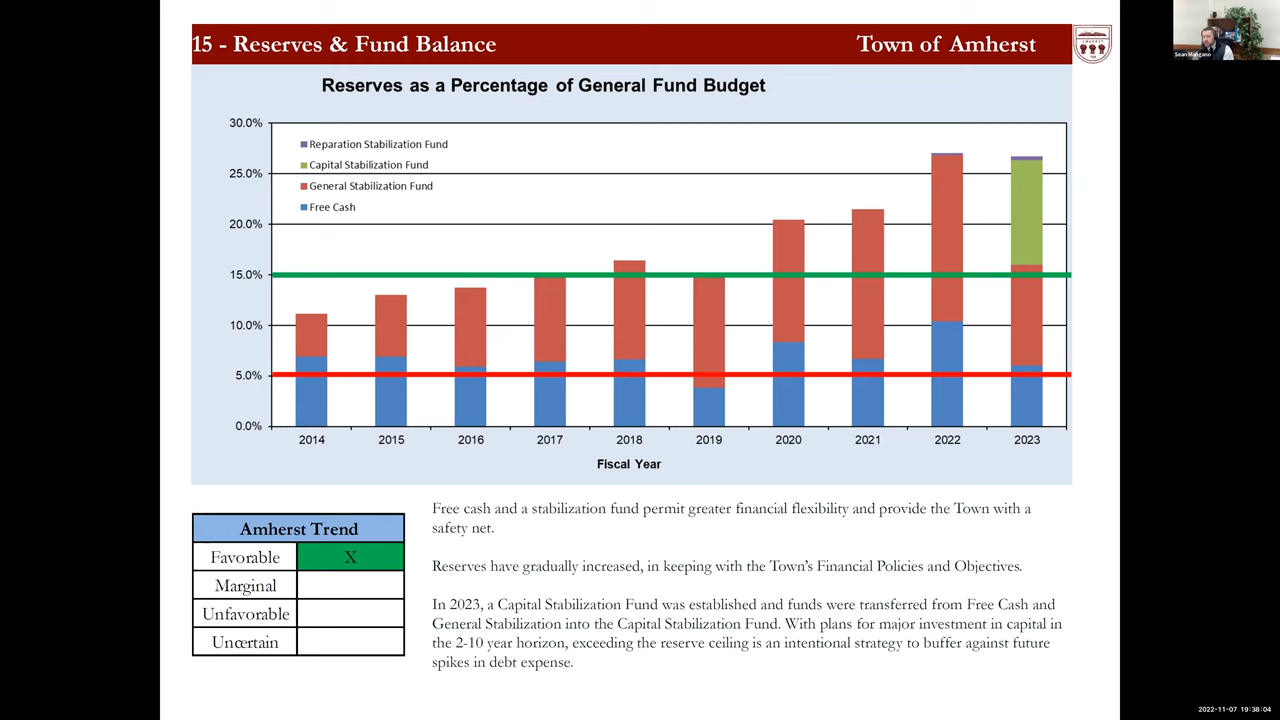 15 - Reserves & Fund Balance
Town of Amherst
Sean Mangano
Reserves as a Percentage of General Fund Budget
30.0%
25.0%
20.0%
15.0%
10.0%
5.0%
0.0%
Reparation Stabilization Fund
Capital Stabilization Fund
General Stabilization Fund
Free Cash
2014 2015 2016 2017 2018 2019 2020 2021 2022 2023
Fiscal Year
Amherst Trend
Favorable X
Marginal
Unfavorable
Uncertain
Free cash and a stabilization fund permit greater financial flexibility and provide the Town with a
safety net.
Reserves have gradually increased, in keeping with the Town's Financial Policies and Objectives.
In 2023, a Capital Stabilization Fund was established and funds were transferred from Free Cash and
General Stabilization into the Capital Stabilization Fund. With plans for major investment in capital in
the 2-10 year horizon, exceeding the reserve ceiling is an intentional strategy to buffer against future
spikes in debt expense.
2022-11-07 19:38:04